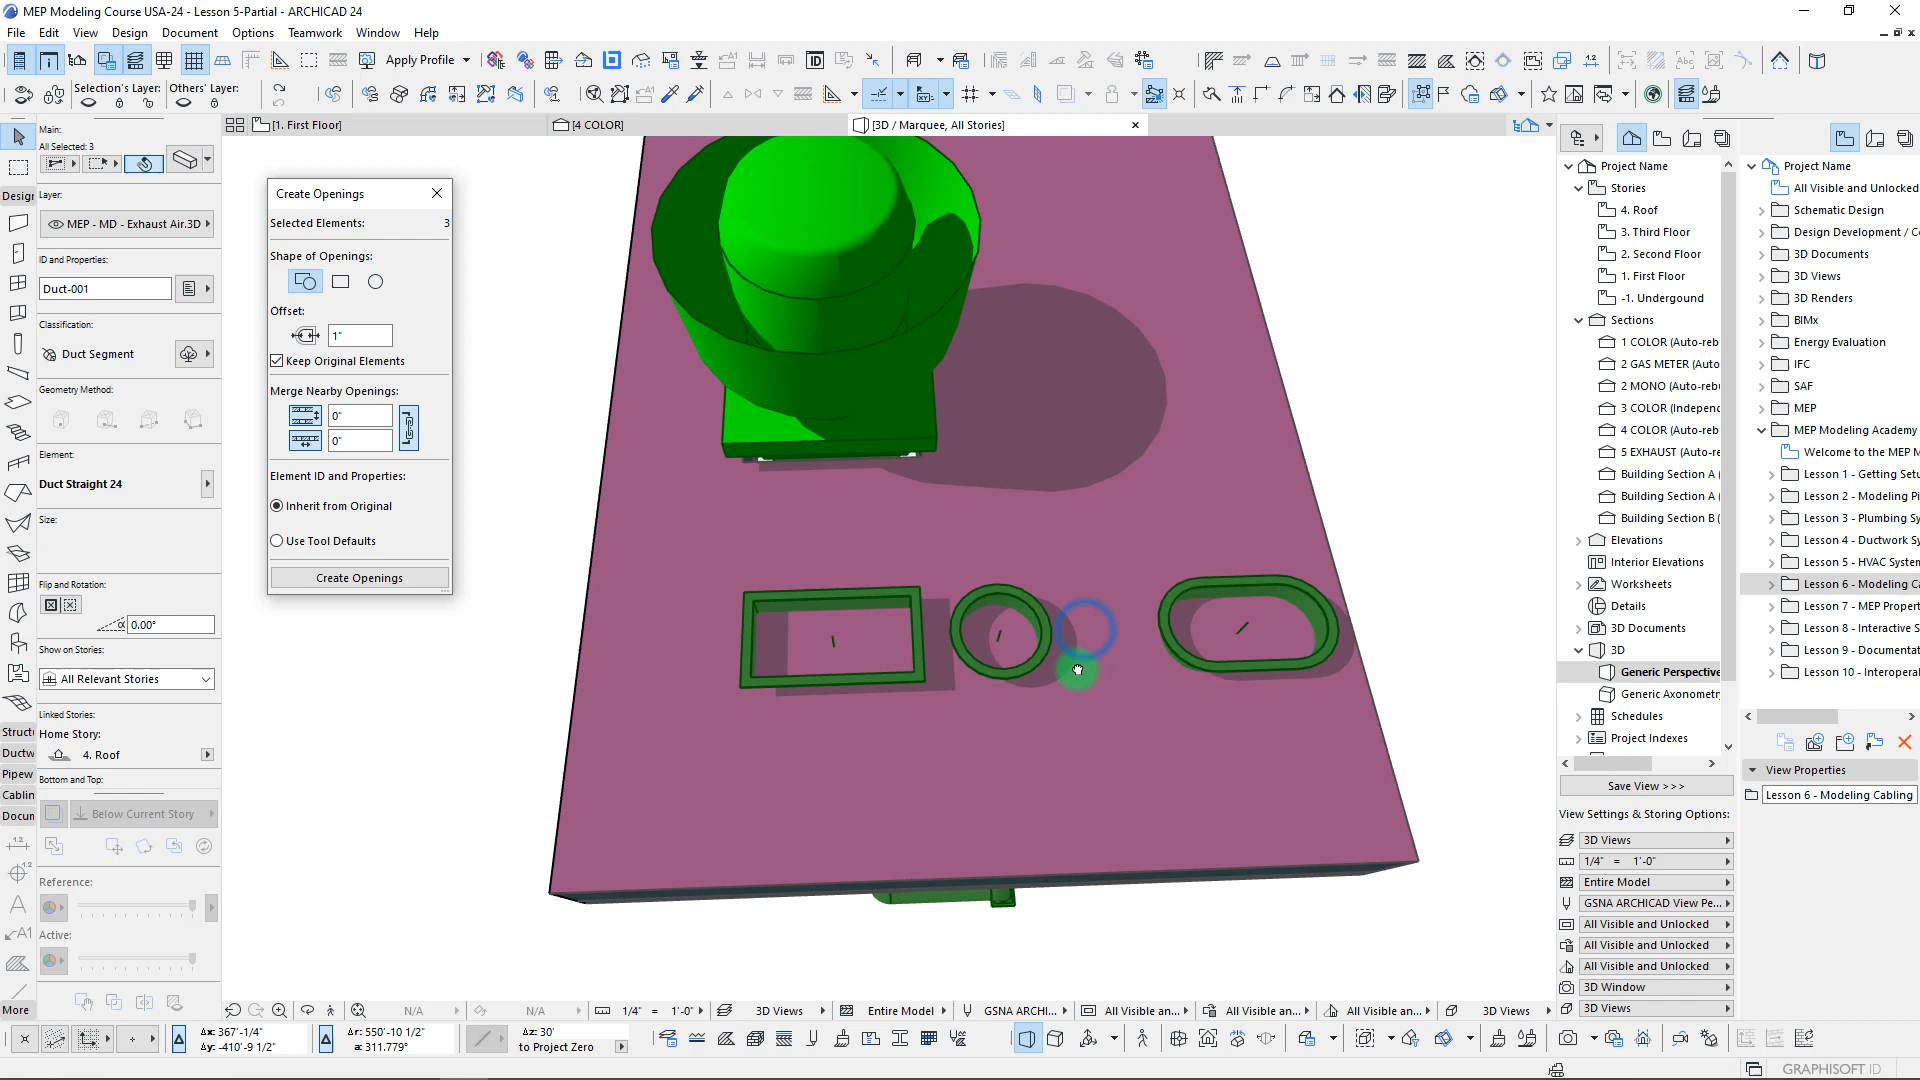 MEP Modeling Course USA-24 - Lesson 5-Partial - ARCHICAD 24
File Edit View Design Document Options Teamwork Window Help
Apply Profile
Selection's Layer: Others' Layer:
[1. First Floor] [4 COLOR] [3D / Marquee, All Stories]
Main:
All Selected: 3
Design
Layer:
MEP - MD - Exhaust Air.3D
ID and Properties:
Duct-001
Classification:
Duct Segment
Geometry Method:
Element:
Duct Straight 24
Size:
Flip and Rotation:
0.00°
Show on Stories:
All Relevant Stories
Linked Stories:
Structu
Home Story:
Ductw
4. Roof
Pipew
Bottom and Top:
Cablin
Docum
Below Current Story
Reference:
Active:
More
Create Openings
Selected Elements: 3
Shape of Openings:
Offset:
1"
Keep Original Elements
Merge Nearby Openings:
0"
0"
Element ID and Properties:
Inherit from Original
Use Tool Defaults
Create Openings
Project Name
Stories
4. Roof
3. Third Floor
2. Second Floor
1. First Floor
-1. Undergound
Sections
1 COLOR (Auto-reb
2 GAS METER (Auto
2 MONO (Auto-rebu
3 COLOR (Independ
4 COLOR (Auto-reb
5 EXHAUST (Auto-re
Building Section A (
Building Section A (
Building Section B (
Elevations
Interior Elevations
Worksheets
Details
3D Documents
3D
Generic Perspective
Generic Axonometr
Schedules
Project Indexes
Save View >>>
View Settings & Storing Options:
3D Views
1/4" = 1'-0"
Entire Model
GSNA ARCHICAD View Pe...
All Visible and Unlocked
All Visible and Unlocked
All Visible and Unlocked
3D Window
3D Views
Project Name
All Visible and Unlocked
Schematic Design
Design Development / Co
3D Documents
3D Views
3D Renders
BIMx
Energy Evaluation
IFC
SAF
MEP
MEP Modeling Academy
Welcome to the MEP M
Lesson 1 - Getting Setu
Lesson 2 - Modeling Pi
Lesson 3 - Plumbing Sy
Lesson 4 - Ductwork Sy
Lesson 5 - HVAC System
Lesson 6 - Modeling Ca
Lesson 7 - MEP Propert
Lesson 8 - Interactive S
Lesson 9 - Documentati
Lesson 10 - Interoperal
View Properties
Lesson 6 - Modeling Cabling
N/A N/A 1/4" = 1'-0" 3D Views Entire Model GSNA ARCHI... All Visible an... All Visible an... All Visible an... 3D Views
Δx: 367'-1/4" Δr: 550'-10 1/2" Δz: 30'
Δy: -410'-9 1/2" a: 311.779° to Project Zero
GRAPHISOFT ID